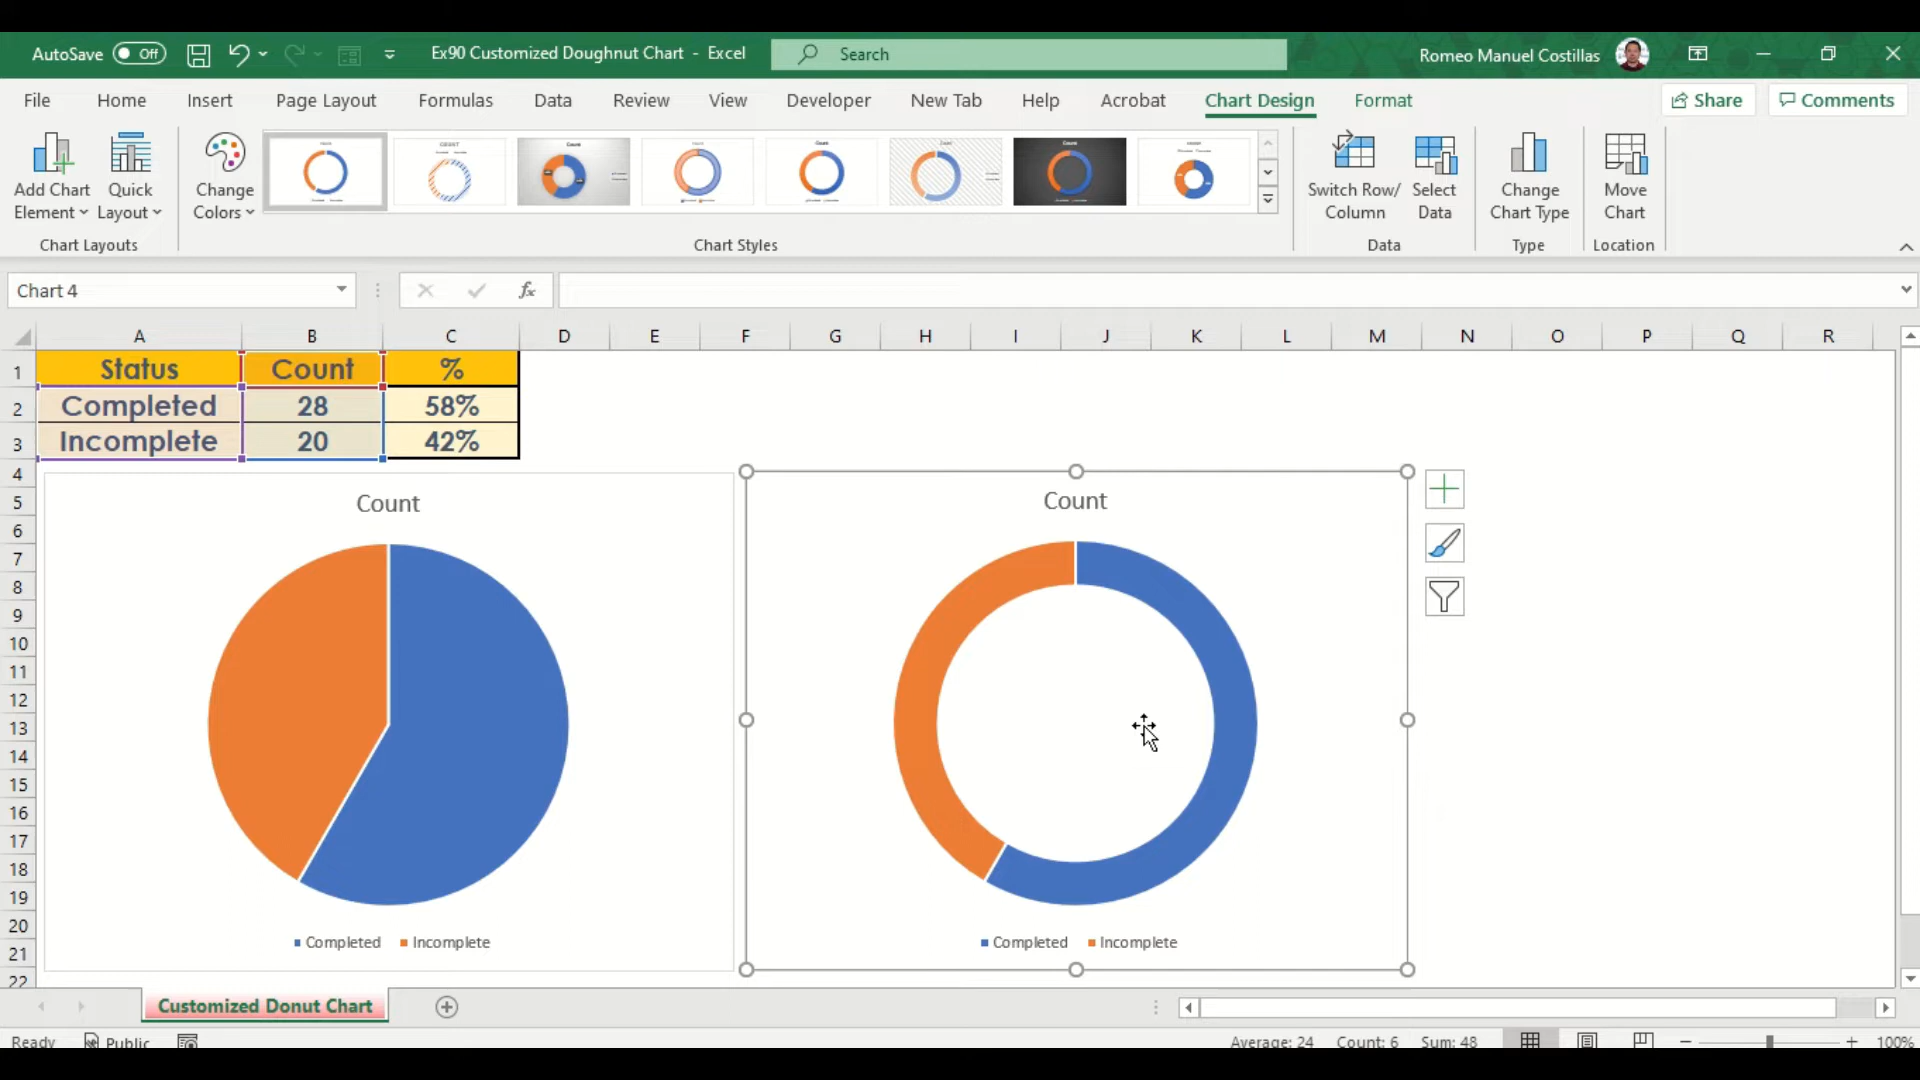 AutoSave Off Ex90 Customized Doughnut Chart - Excel Search Romeo Manuel Costillas
File Home Insert Page Layout Formulas Data Review View Developer New Tab Help Acrobat Chart Design Format Share Comments
Add Chart Element Quick Layout Change Colors Switch Row/ Column Select Data Change Chart Type Move Chart
Chart Layouts Chart Styles Data Type Location
Chart 4 fx
A B C D E F G H I J K L M N O P Q R
1 Status Count %
2 Completed 28 58%
3 Incomplete 20 42%
4
5 Count Count
6
7
8
9
10
11
12
13
14
15
16
17
18
19
20
21 Completed Incomplete Completed Incomplete
22
Customized Donut Chart
Ready Public Average: 24 Count: 6 Sum: 48 100%